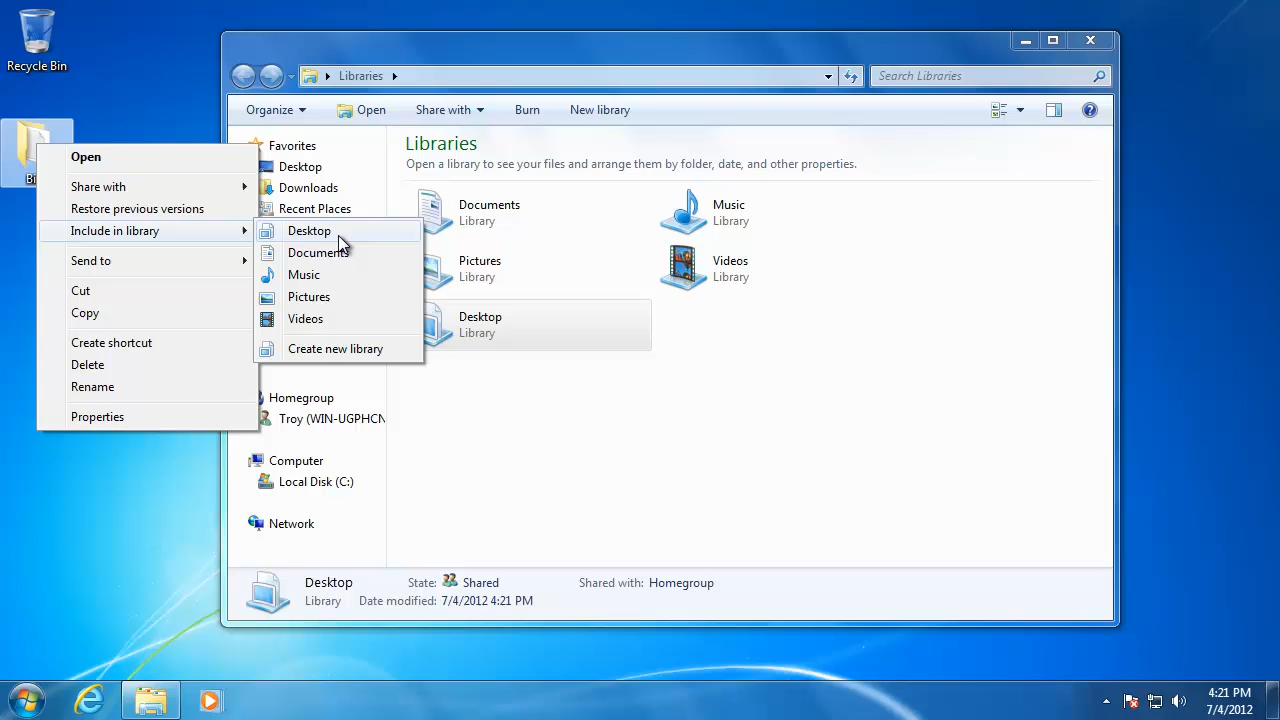 Recycle Bin
Libraries
Search Libraries
Organize
Open
Share with
Burn
New library
Favorites
Desktop
Downloads
Recent Places
Libraries
Open a library to see your files and arrange them by folder, date, and other properties.
Documents
Library
Music
Library
Pictures
Library
Videos
Library
Desktop
Library
Open
Share with
Restore previous versions
Include in library
Send to
Cut
Copy
Create shortcut
Delete
Rename
Properties
Desktop
Documents
Music
Pictures
Videos
Create new library
Homegroup
Troy (WIN-UGPHCN
Computer
Local Disk (C:)
Network
Desktop
Library
State: Shared
Date modified: 7/4/2012 4:21 PM
Shared with: Homegroup
4:21 PM
7/4/2012